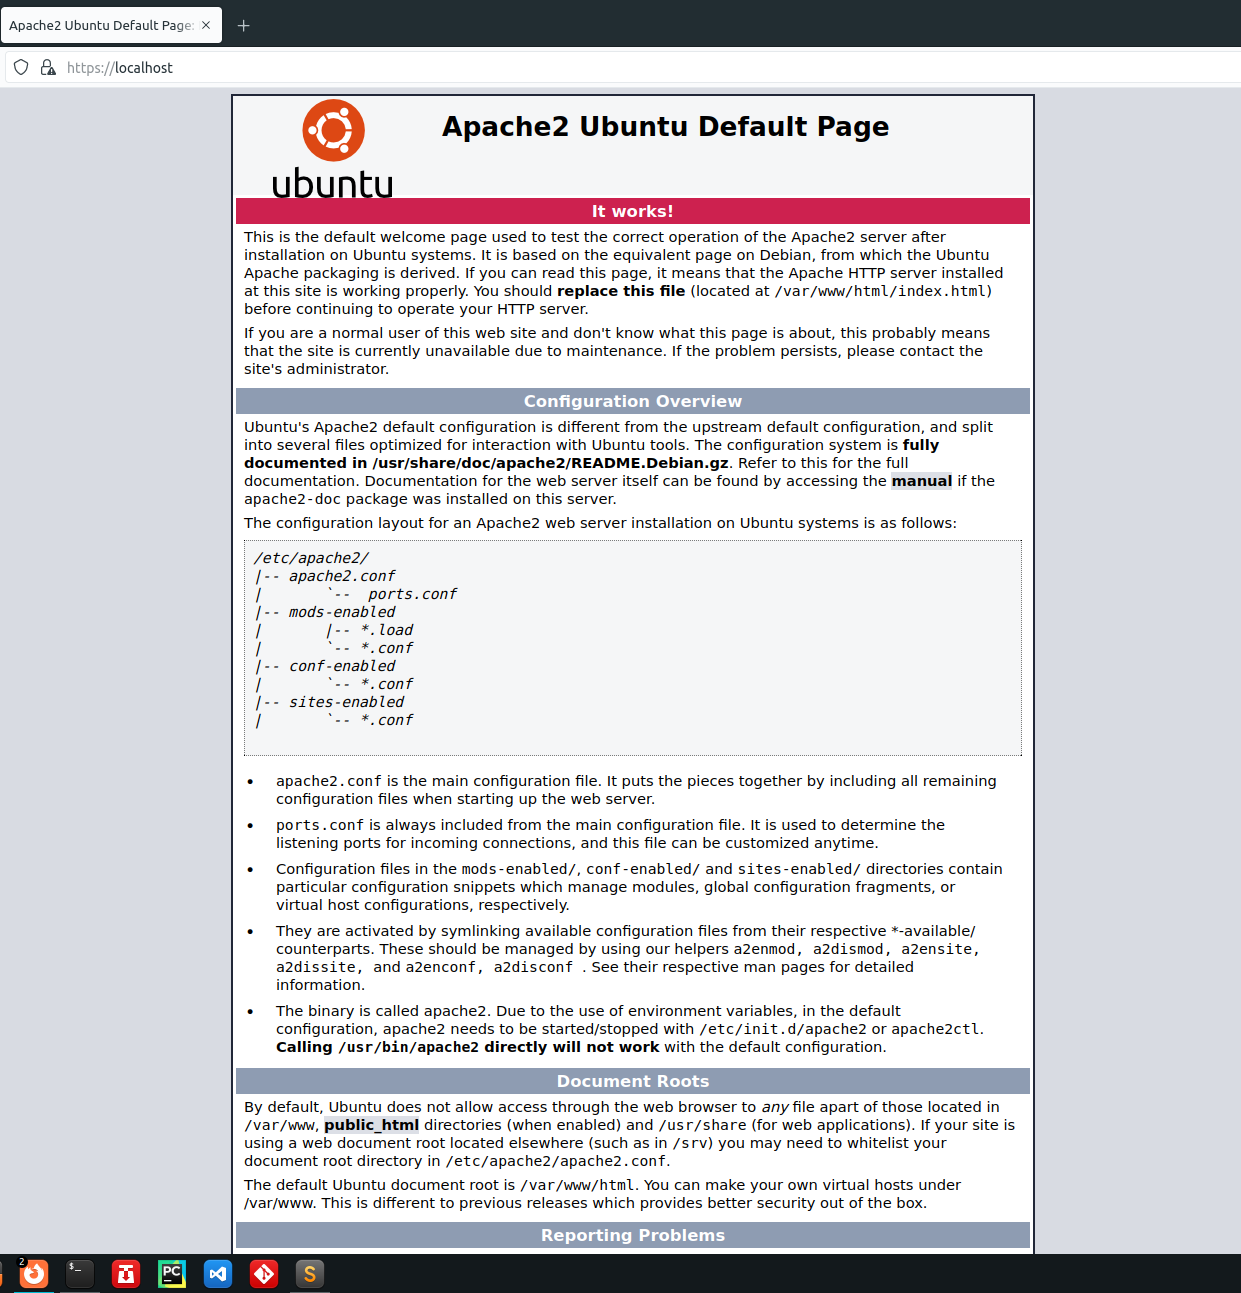 Apache2 Ubuntu Default Page:
https://localhost
ubuntu
Apache2 Ubuntu Default Page
It works!
This is the default welcome page used to test the correct operation of the Apache2 server after
installation on Ubuntu systems. It is based on the equivalent page on Debian, from which the Ubuntu
Apache packaging is derived. If you can read this page, it means that the Apache HTTP server installed
at this site is working properly. You should replace this file (located at /var/www/html/index.html)
before continuing to operate your HTTP server.
If you are a normal user of this web site and don't know what this page is about, this probably means
that the site is currently unavailable due to maintenance. If the problem persists, please contact the
site's administrator.
Configuration Overview
Ubuntu's Apache2 default configuration is different from the upstream default configuration, and split
into several files optimized for interaction with Ubuntu tools. The configuration system is fully
documented in /usr/share/doc/apache2/README.Debian.gz. Refer to this for the full
documentation. Documentation for the web server itself can be found by accessing the manual if the
apache2-doc package was installed on this server.
The configuration layout for an Apache2 web server installation on Ubuntu systems is as follows:
/etc/apache2/
|-- apache2.conf
|       `--  ports.conf
|-- mods-enabled
|       |-- *.load
|       `-- *.conf
|-- conf-enabled
|       `-- *.conf
|-- sites-enabled
|       `-- *.conf
• apache2.conf is the main configuration file. It puts the pieces together by including all remaining
configuration files when starting up the web server.
• ports.conf is always included from the main configuration file. It is used to determine the
listening ports for incoming connections, and this file can be customized anytime.
• Configuration files in the mods-enabled/, conf-enabled/ and sites-enabled/ directories contain
particular configuration snippets which manage modules, global configuration fragments, or
virtual host configurations, respectively.
• They are activated by symlinking available configuration files from their respective *-available/
counterparts. These should be managed by using our helpers a2enmod, a2dismod, a2ensite,
a2dissite, and a2enconf, a2disconf . See their respective man pages for detailed
information.
• The binary is called apache2. Due to the use of environment variables, in the default
configuration, apache2 needs to be started/stopped with /etc/init.d/apache2 or apache2ctl.
Calling /usr/bin/apache2 directly will not work with the default configuration.
Document Roots
By default, Ubuntu does not allow access through the web browser to any file apart of those located in
/var/www, public_html directories (when enabled) and /usr/share (for web applications). If your site is
using a web document root located elsewhere (such as in /srv) you may need to whitelist your
document root directory in /etc/apache2/apache2.conf.
The default Ubuntu document root is /var/www/html. You can make your own virtual hosts under
/var/www. This is different to previous releases which provides better security out of the box.
Reporting Problems
2
$_
PC
S